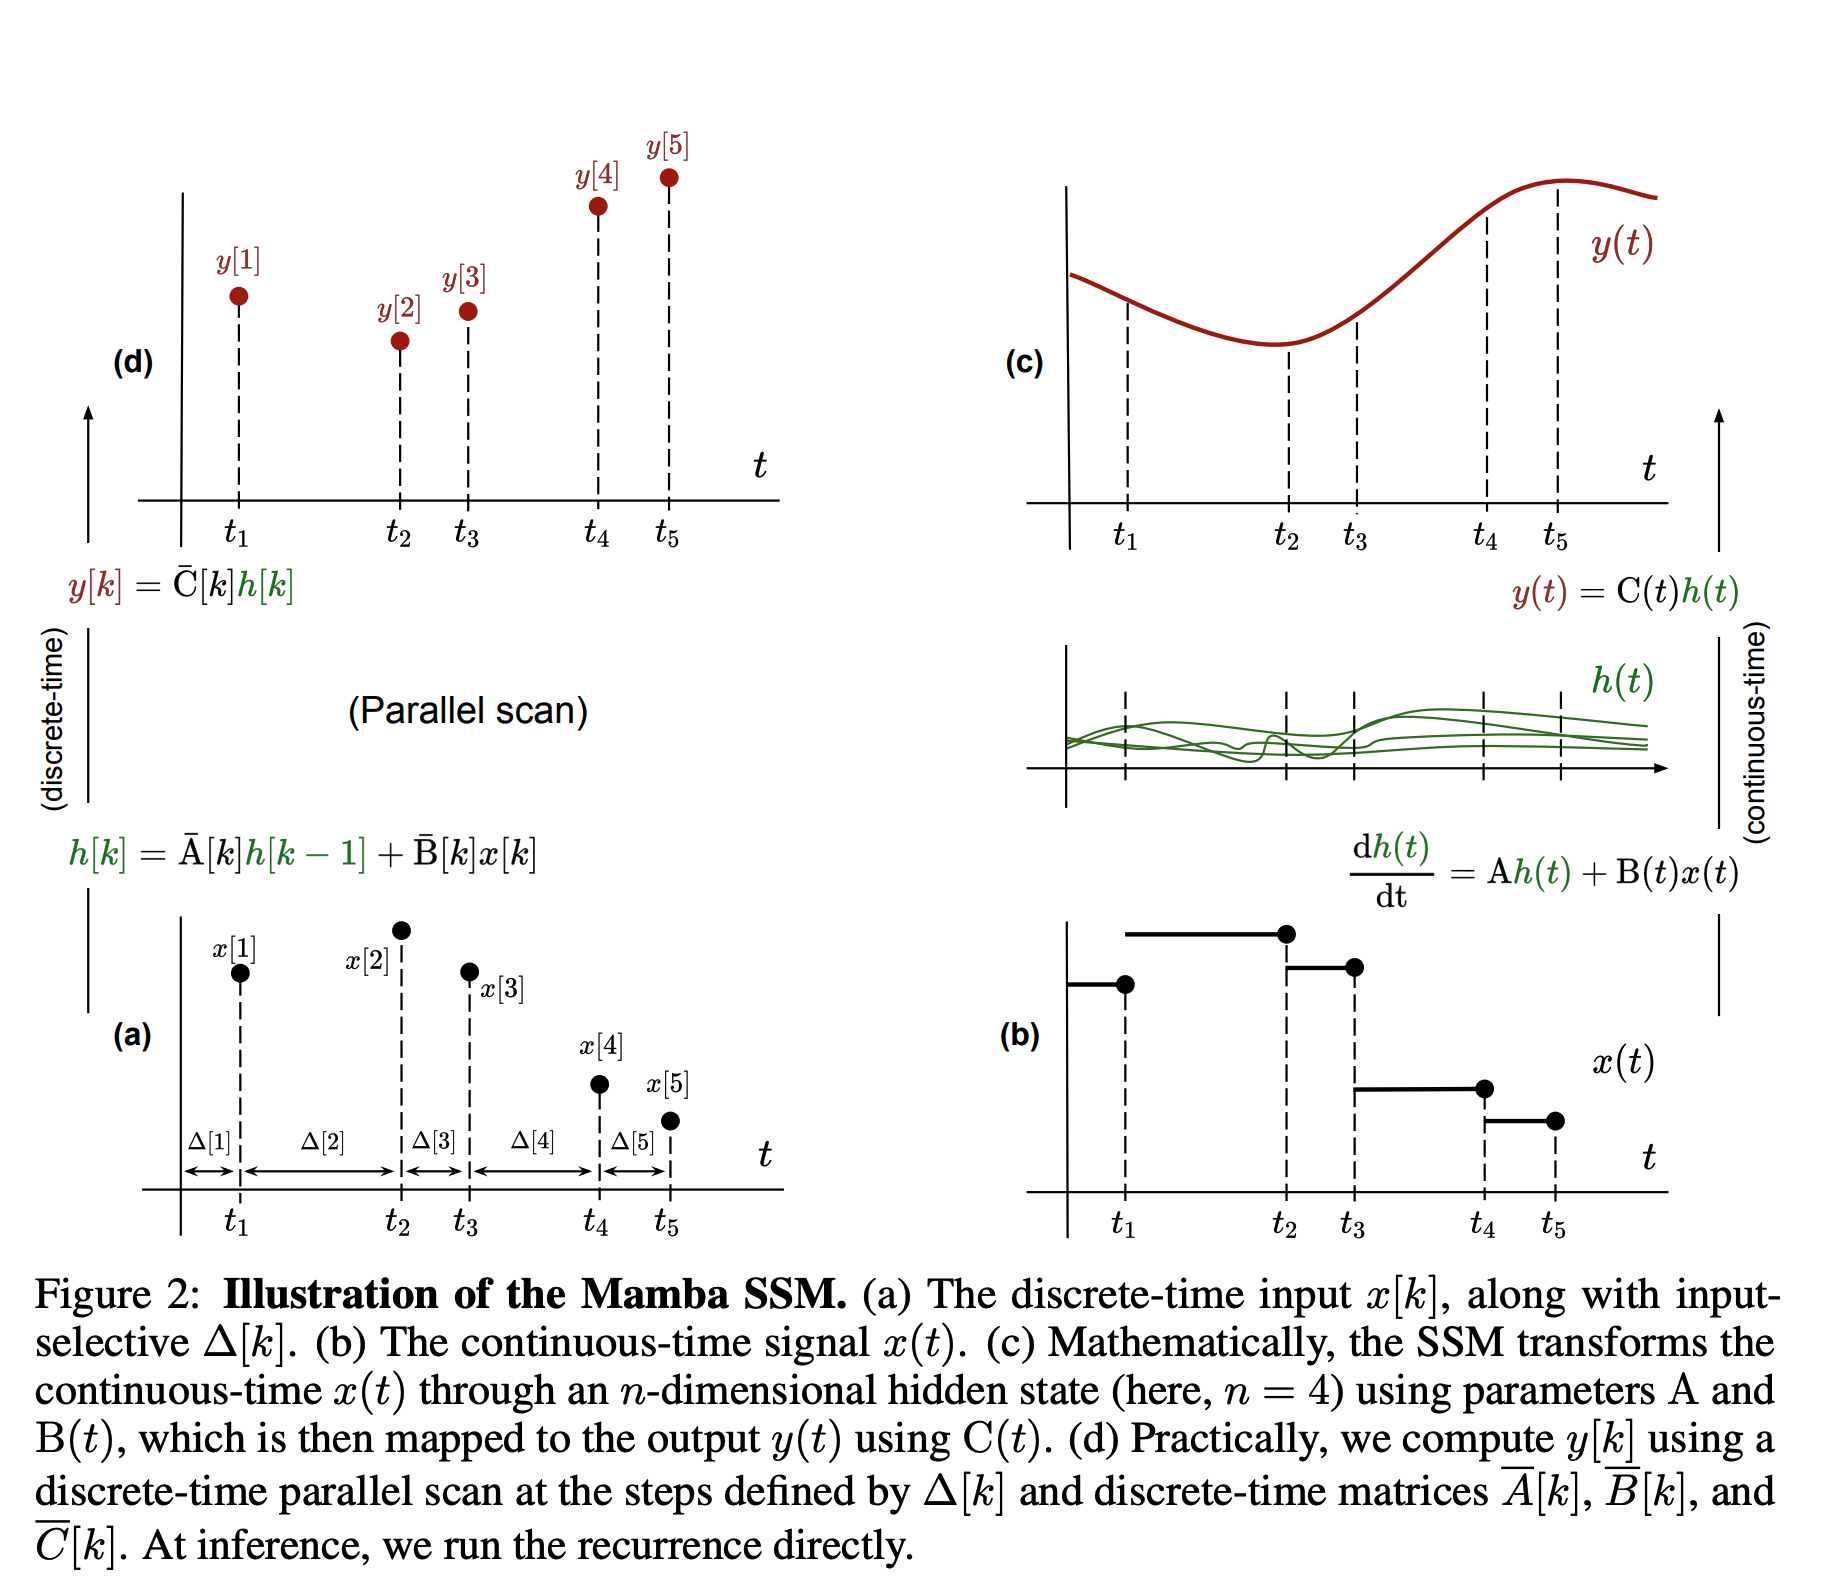 y[1]
y[2]
y[3]
y[4]
y[5]
(d)
t
t₁ t₂ t₃ t₄ t₅
y(t)
(c)
t
t₁ t₂ t₃ t₄ t₅
y[k] = C̄[k]h[k]
(discrete-time)
(Parallel scan)
h[k] = Ā[k]h[k − 1] + B̄[k]x[k]
y(t) = C(t)h(t)
h(t)
(continuous-time)
dh(t)/dt = Ah(t) + B(t)x(t)
x[1]
x[2]
x[3]
x[4]
x[5]
(a)
Δ[1] Δ[2] Δ[3] Δ[4] Δ[5]
t
t₁ t₂ t₃ t₄ t₅
(b)
x(t)
t
t₁ t₂ t₃ t₄ t₅
Figure 2: Illustration of the Mamba SSM. (a) The discrete-time input x[k], along with input-
selective Δ[k]. (b) The continuous-time signal x(t). (c) Mathematically, the SSM transforms the
continuous-time x(t) through an n-dimensional hidden state (here, n = 4) using parameters A and
B(t), which is then mapped to the output y(t) using C(t). (d) Practically, we compute y[k] using a
discrete-time parallel scan at the steps defined by Δ[k] and discrete-time matrices A̅[k], B̅[k], and
C̅[k]. At inference, we run the recurrence directly.